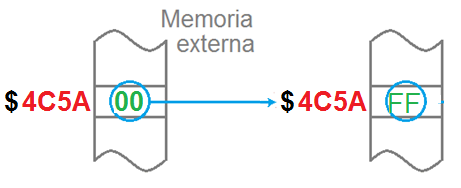 Memoria
externa
$ 4C5A 00 $ 4C5A FF